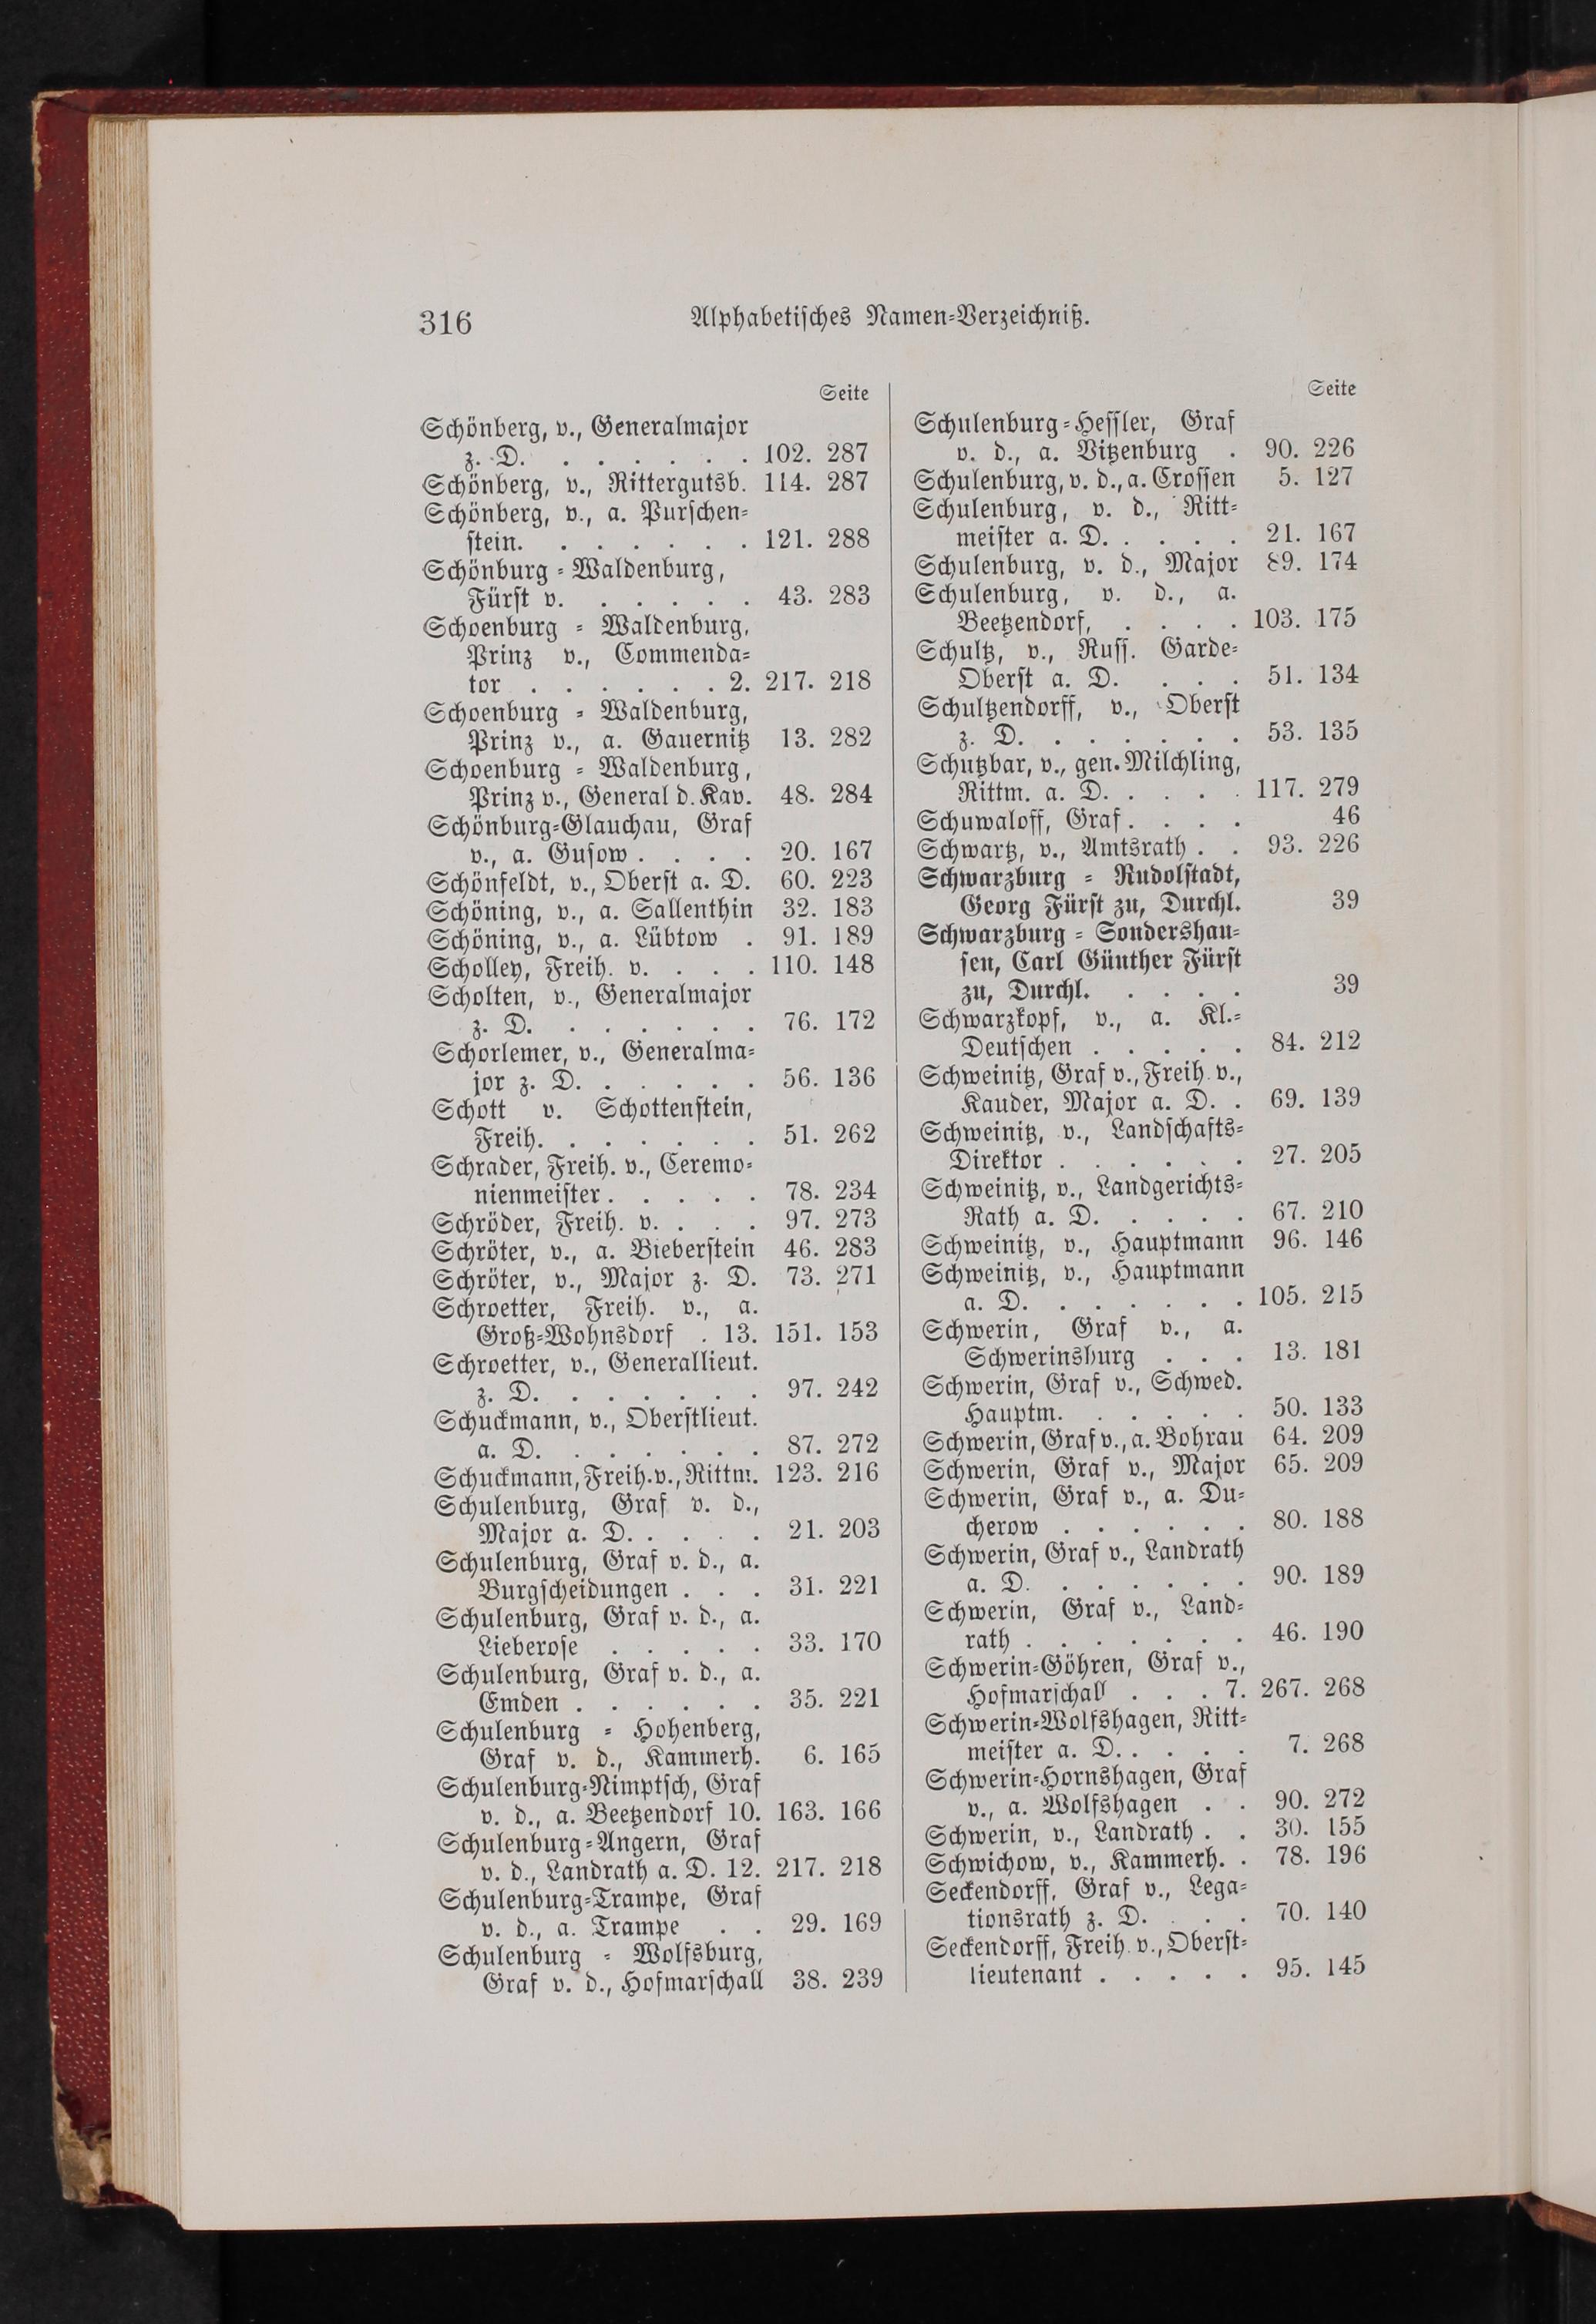 316
Alphabetisches Namen-Verzeichniß.
Seite
Schönberg, v., Generalmajor
z. D. . . . . . . . 102. 287
Schönberg, v., Rittergutsb. 114. 287
Schönberg, v., a. Purschen-
stein. . . . . . . . 121. 288
Schönburg-Waldenburg,
Fürst v. . . . . . . 43. 283
Schoenburg-Waldenburg,
Prinz v., Commenda-
tor . . . . . . . 2. 217. 218
Schoenburg-Waldenburg,
Prinz v., a. Gauernitz 13. 282
Schoenburg-Waldenburg,
Prinz v., General d. Kav. 48. 284
Schönburg-Glauchau, Graf
v., a. Gusow . . . . 20. 167
Schönfeldt, v., Oberst a. D. 60. 223
Schöning, v., a. Sallenthin 32. 183
Schöning, v., a. Lübtow . 91. 189
Scholley, Freih. v. . . . . 110. 148
Scholten, v., Generalmajor
z. D. . . . . . . . 76. 172
Schorlemer, v., Generalma-
jor z. D. . . . . . . 56. 136
Schott v. Schottenstein,
Freih. . . . . . . . 51. 262
Schrader, Freih. v., Ceremo-
nienmeister . . . . . 78. 234
Schröder, Freih. v. . . . 97. 273
Schröter, v., a. Bieberstein 46. 283
Schröter, v., Major z. D. 73. 271
Schroetter, Freih. v., a.
Groß-Wohnsdorf . 13. 151. 153
Schroetter, v., Generallieut.
z. D. . . . . . . . 97. 242
Schuckmann, v., Oberstlieut.
a. D. . . . . . . . 87. 272
Schuckmann, Freih. v., Rittm. 123. 216
Schulenburg, Graf v. d.,
Major a. D. . . . . 21. 203
Schulenburg, Graf v. d., a.
Burgscheidungen . . . 31. 221
Schulenburg, Graf v. d., a.
Lieberose . . . . . 33. 170
Schulenburg, Graf v. d., a.
Emden . . . . . . 35. 221
Schulenburg-Hohenberg,
Graf v. d., Kammerh. 6. 165
Schulenburg-Nimptsch, Graf
v. d., a. Beetzendorf 10. 163. 166
Schulenburg-Angern, Graf
v. d., Landrath a. D. 12. 217. 218
Schulenburg-Trampe, Graf
v. d., a. Trampe . . 29. 169
Schulenburg-Wolfsburg,
Graf v. d., Hofmarschall 38. 239
Seite
Schulenburg-Hessler, Graf
v. d., a. Vitzenburg . 90. 226
Schulenburg, v. d., a. Crossen 5. 127
Schulenburg, v. d., Ritt-
meister a. D. . . . . 21. 167
Schulenburg, v. d., Major 89. 174
Schulenburg, v. d., a.
Beetzendorf, . . . . 103. 175
Schultz, v., Russ. Garde-
Oberst a. D. . . . 51. 134
Schultzendorff, v., Oberst
z. D. . . . . . . . 53. 135
Schutzbar, v., gen. Milchling,
Rittm. a. D. . . . . 117. 279
Schuwaloff, Graf . . . . 46
Schwartz, v., Amtsrath . . 93. 226
Schwarzburg-Rudolstadt,
Georg Fürst zu, Durchl. 39
Schwarzburg-Sondershau-
sen, Carl Günther Fürst
zu, Durchl. . . . . 39
Schwarzkopf, v., a. Kl.-
Deutschen . . . . . 84. 212
Schweinitz, Graf v., Freih. v.,
Kauder, Major a. D. . 69. 139
Schweinitz, v., Landschafts-
Direktor . . . . . . 27. 205
Schweinitz, v., Landgerichts-
Rath a. D. . . . . 67. 210
Schweinitz, v., Hauptmann 96. 146
Schweinitz, v., Hauptmann
a. D. . . . . . . . 105. 215
Schwerin, Graf v., a.
Schwerinsburg . . . 13. 181
Schwerin, Graf v., Schwed.
Hauptm. . . . . . 50. 133
Schwerin, Graf v., a. Bohrau 64. 209
Schwerin, Graf v., Major 65. 209
Schwerin, Graf v., a. Du-
cherow . . . . . . 80. 188
Schwerin, Graf v., Landrath
a. D. . . . . . . 90. 189
Schwerin, Graf v., Land-
rath . . . . . . . 46. 190
Schwerin-Göhren, Graf v.,
Hofmarschall . . . 7. 267. 268
Schwerin-Wolfshagen, Ritt-
meister a. D. . . . . 7. 268
Schwerin-Hornshagen, Graf
v., a. Wolfshagen . . 90. 272
Schwerin, v., Landrath . . 30. 155
Schwichow, v., Kammerh. . 78. 196
Seckendorff, Graf v., Lega-
tionsrath z. D. . . . 70. 140
Seckendorff, Freih. v., Oberst-
lieutenant . . . . . 95. 145